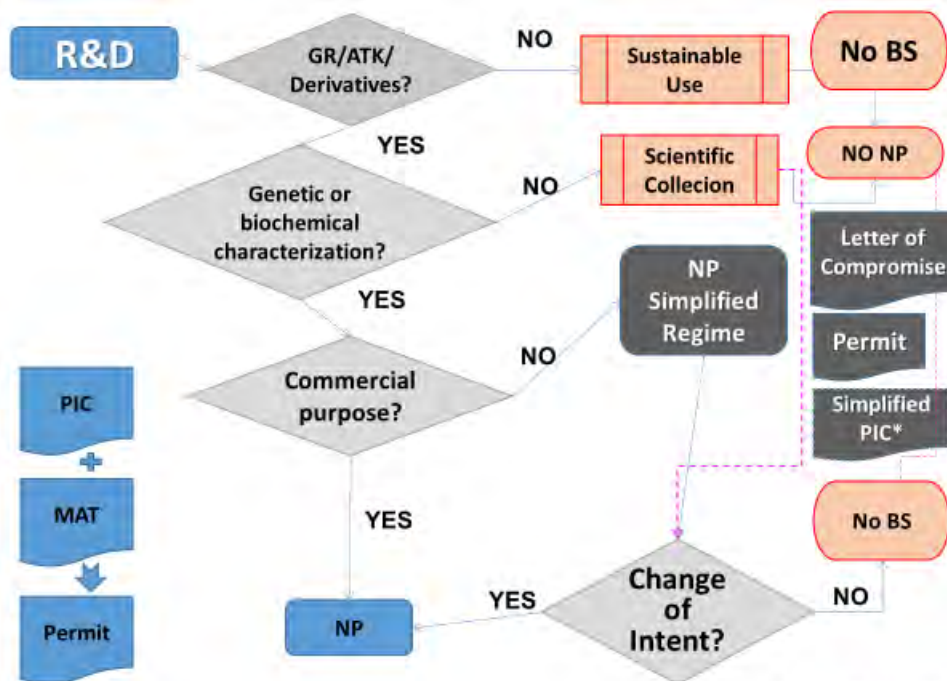 R&D
GR/ATK/
Derivatives?
NO
Sustainable
Use
No BS
YES
NO NP
Genetic or
biochemical
characterization?
NO
Scientific
Collecion
YES
NP
Simplified
Regime
Letter of
Compromise
Permit
Simplified
PIC*
Commercial
purpose?
NO
PIC
MAT
Permit
YES
NP
YES
Change
of
Intent?
NO
No BS